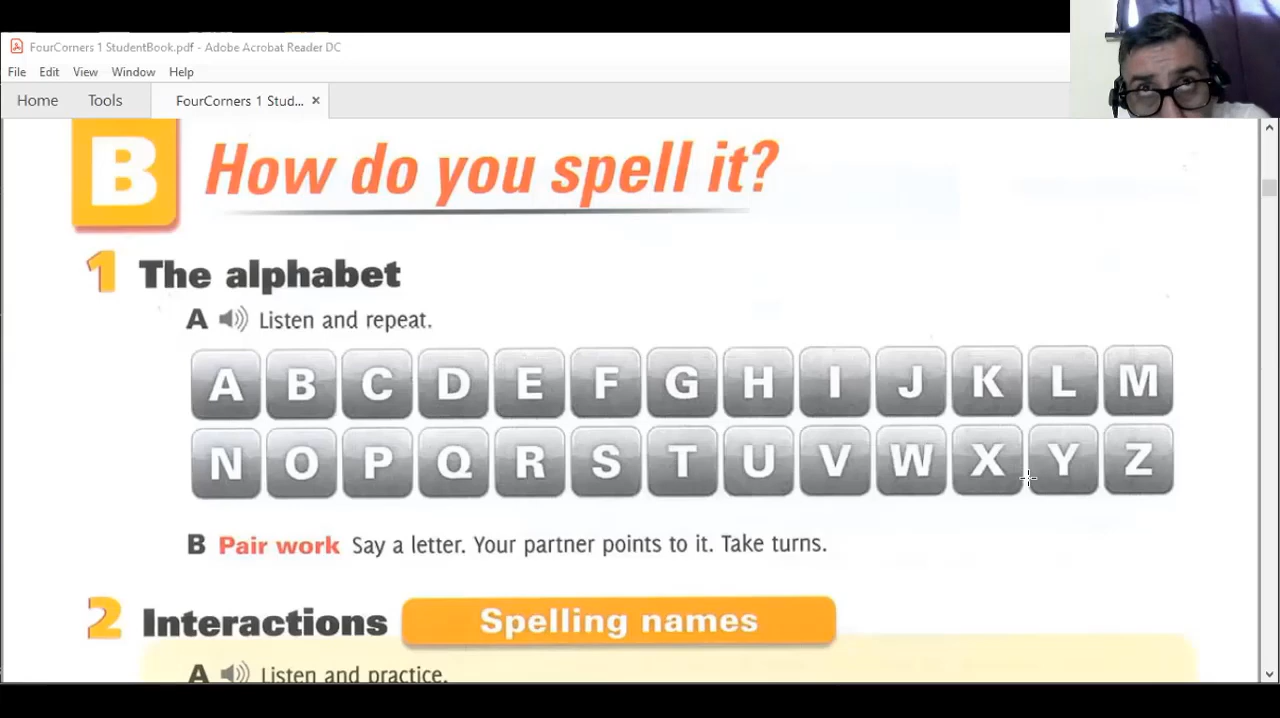 FourCorners 1 StudentBook.pdf - Adobe Acrobat Reader DC
File Edit View Window Help
Home Tools FourCorners 1 Stud... ×
B How do you spell it?
1 The alphabet
A Listen and repeat.
A B C D E F G H I J K L M
N O P Q R S T U V W X Y Z
B Pair work Say a letter. Your partner points to it. Take turns.
2 Interactions Spelling names
A Listen and practice.